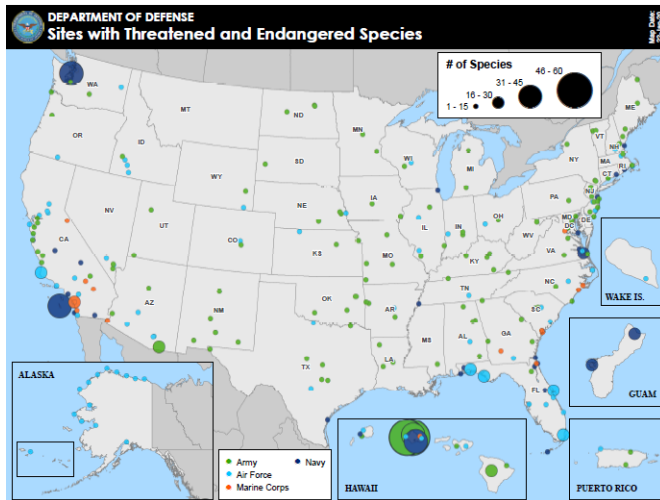 DEPARTMENT OF DEFENSE
Sites with Threatened and Endangered Species
Map Date:
# of Species
46 - 60
31 - 45
16 - 30
1 - 15
WA
MT
ND
MN
ME
OR
ID
SD
WI
MI
VT
NH
NY
MA
CT
RI
WY
NE
IA
PA
NJ
NV
UT
CO
KS
MO
IL
IN
OH
WV
MD
DE
DC
VA
CA
KY
AZ
NM
OK
AR
TN
NC
SC
TX
LA
MS
AL
GA
FL
WAKE IS.
GUAM
ALASKA
HAWAII
PUERTO RICO
Army
Navy
Air Force
Marine Corps